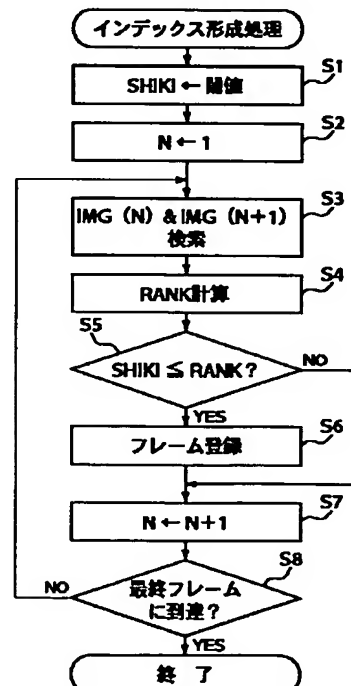 インデックス形成処理
S1
SHIKI ← 閾値
S2
N ← 1
S3
IMG (N) & IMG (N+1)
検索
S4
RANK計算
S5
SHIKI ≦ RANK ?
NO
YES
S6
フレーム登録
S7
N ← N+1
S8
最終フレーム
に到達?
NO
YES
終 了